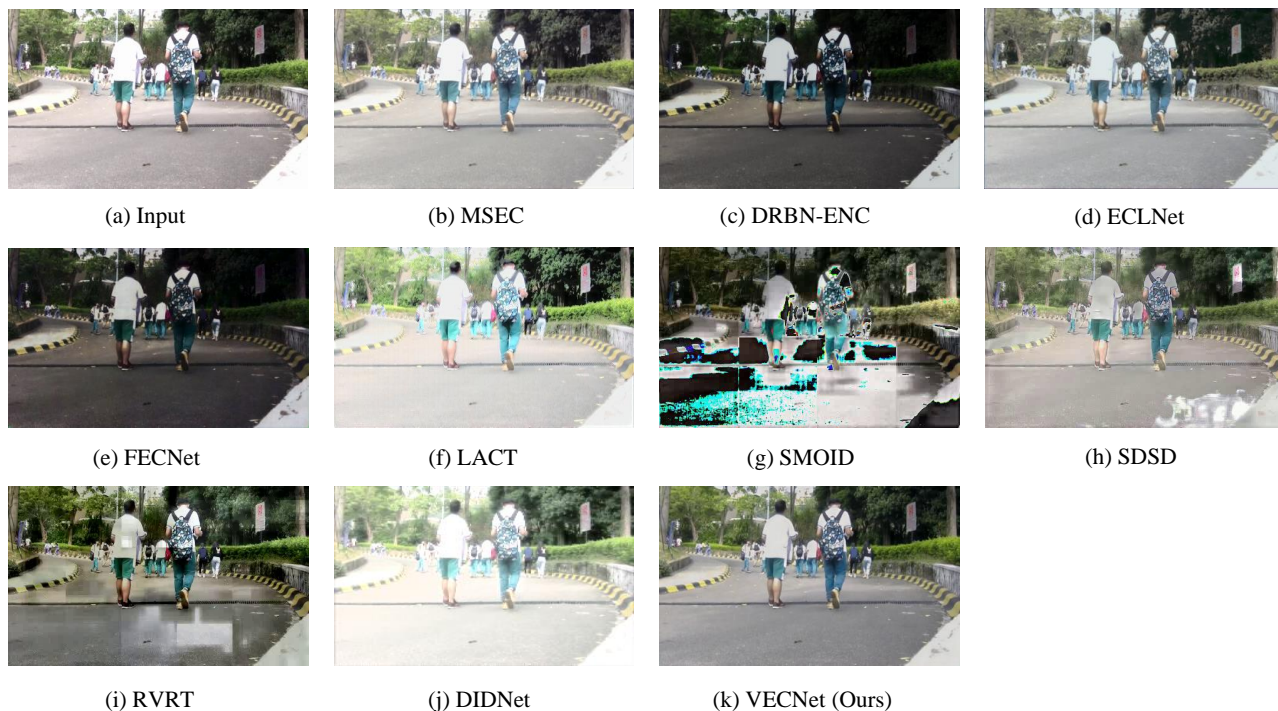 (a) Input
(b) MSEC
(c) DRBN-ENC
(d) ECLNet
(e) FECNet
(f) LACT
(g) SMOID
(h) SDSD
(i) RVRT
(j) DIDNet
(k) VECNet (Ours)